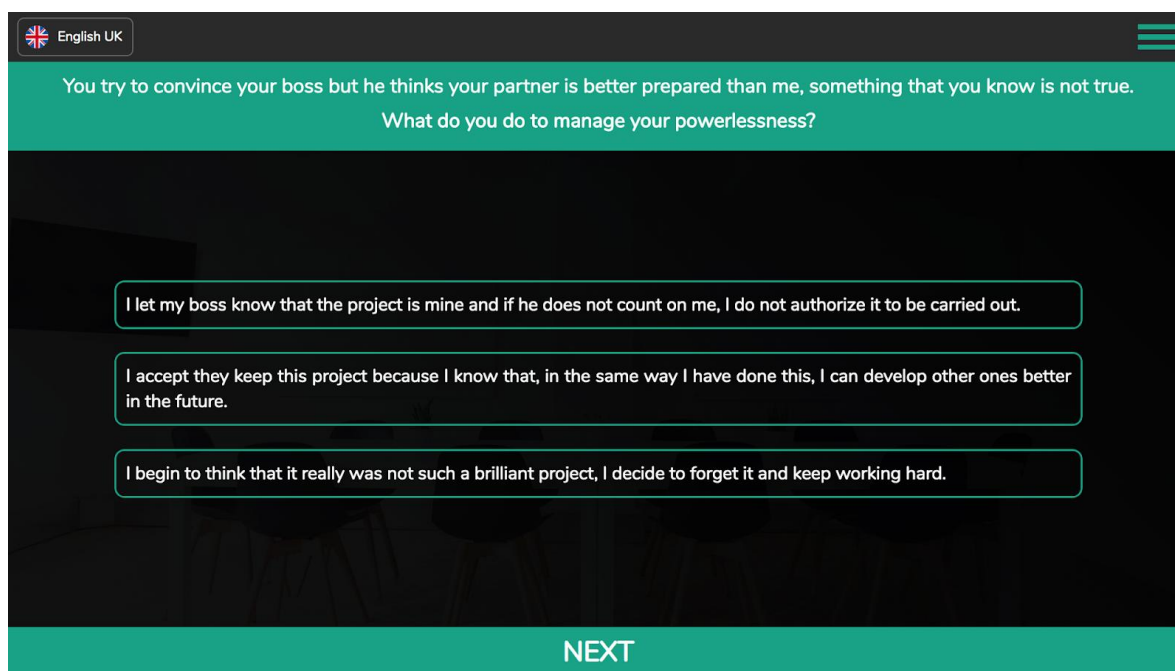 English UK
You try to convince your boss but he thinks your partner is better prepared than me, something that you know is not true.
What do you do to manage your powerlessness?
I let my boss know that the project is mine and if he does not count on me, I do not authorize it to be carried out.
I accept they keep this project because I know that, in the same way I have done this, I can develop other ones better
in the future.
I begin to think that it really was not such a brilliant project, I decide to forget it and keep working hard.
NEXT